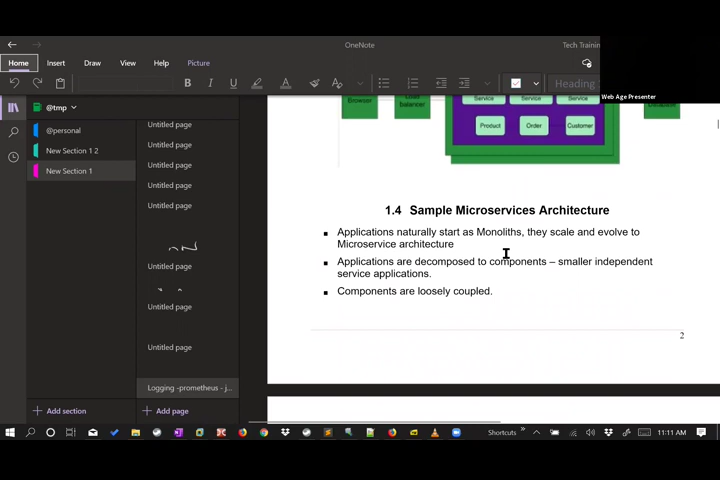 OneNote
Tech Trainin
Home
Insert
Draw
View
Help
Picture
B
I
U
A
A
Heading
Web Age Presenter
@tmp
@personal
New Section 1 2
New Section 1
Untitled page
Untitled page
Untitled page
Untitled page
Untitled page
Untitled page
Untitled page
Untitled page
Logging -prometheus - j...
Add section
Add page
Browser
balancer
Service
Service
Service
Product
Order
Customer
1.4 Sample Microservices Architecture
Applications naturally start as Monoliths, they scale and evolve to
Microservice architecture
Applications are decomposed to components – smaller independent
service applications.
Components are loosely coupled.
2
Shortcuts
11:11 AM